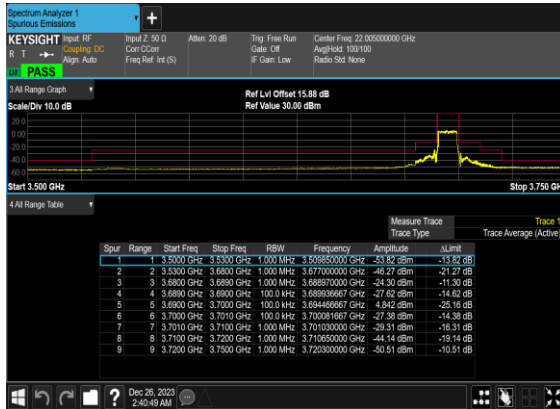 Spectrum Analyzer 1
Spurious Emissions
KEYSIGHT Input: RF Input Z: 50 Ω Atten: 20 dB Trig: Free Run Center Freq: 22.005000000 GHz
R T Coupling: DC Corr CCorr Gate: Off Avg|Hold: 100/100
Align: Auto Freq Ref: Int (S) IF Gain: Low Radio Std: None
PASS
3 All Range Graph
Ref Lvl Offset 15.88 dB
Scale/Div 10.0 dB Ref Value 30.00 dBm
20.0
0.00
-20.0
-40.0
-60.0
Start 3.500 GHz Stop 3.750 GH
4 All Range Table
Measure Trace Trace 1
Trace Type Trace Average (Active)
Spur Range Start Freq Stop Freq RBW Frequency Amplitude ΔLimit
1 1 3.5000 GHz 3.5300 GHz 1.000 MHz 3.509850000 GHz -53.82 dBm -13.82 dB
2 2 3.5300 GHz 3.6800 GHz 1.000 MHz 3.677000000 GHz -46.27 dBm -21.27 dB
3 3 3.6800 GHz 3.6890 GHz 1.000 MHz 3.688970000 GHz -24.30 dBm -11.30 dB
4 4 3.6890 GHz 3.6900 GHz 100.0 kHz 3.689936667 GHz -27.62 dBm -14.62 dB
5 5 3.6900 GHz 3.7000 GHz 100.0 kHz 3.694466667 GHz 4.842 dBm -25.16 dB
6 6 3.7000 GHz 3.7010 GHz 100.0 kHz 3.700081667 GHz -27.38 dBm -14.38 dB
7 7 3.7010 GHz 3.7100 GHz 1.000 MHz 3.701030000 GHz -29.31 dBm -16.31 dB
8 8 3.7100 GHz 3.7200 GHz 1.000 MHz 3.710650000 GHz -44.14 dBm -19.14 dB
9 9 3.7200 GHz 3.7500 GHz 1.000 MHz 3.720300000 GHz -50.51 dBm -10.51 dB
Dec 26, 2023
2:40:49 AM